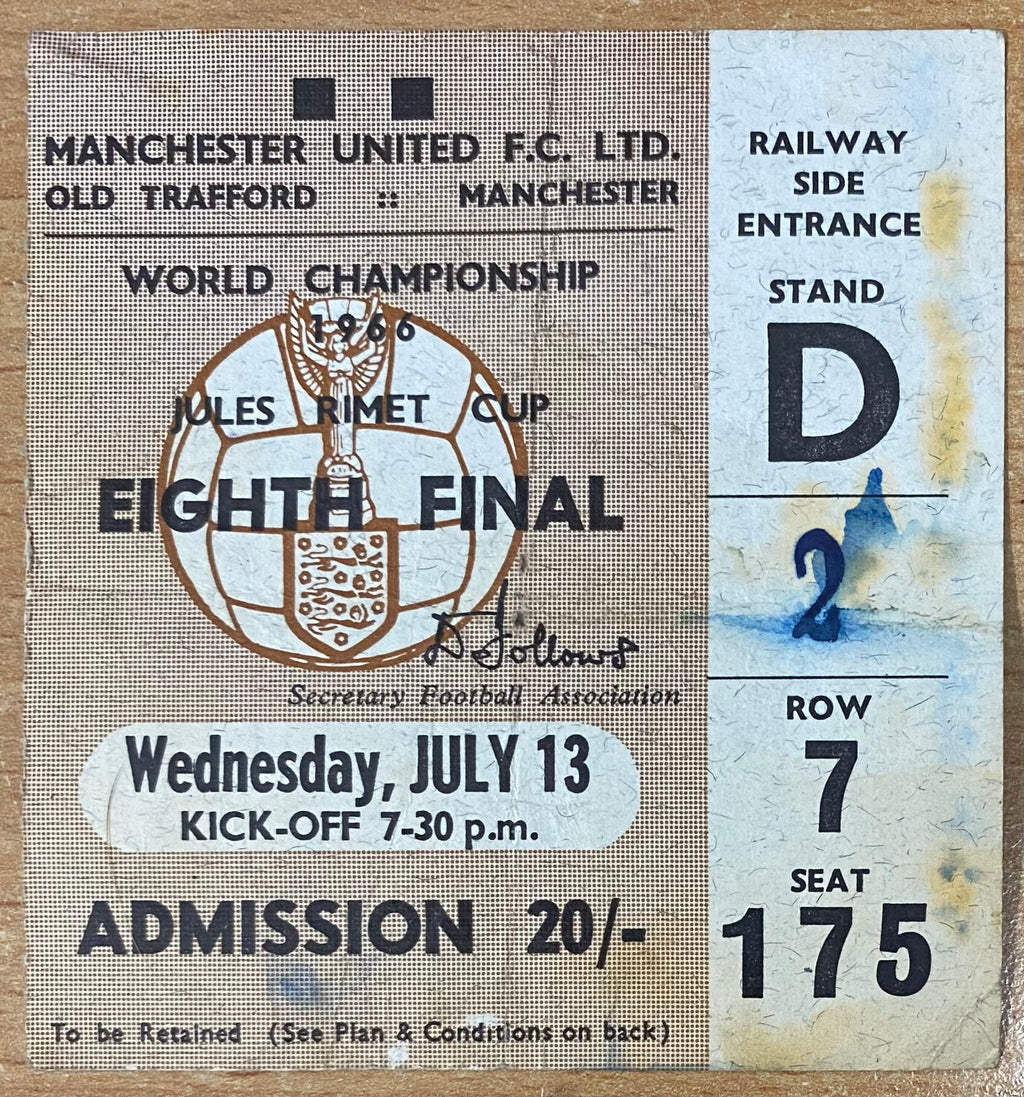 MANCHESTER UNITED F.C. LTD.
OLD TRAFFORD :: MANCHESTER
WORLD CHAMPIONSHIP
1966
JULES RIMET CUP
EIGHTH FINAL
D Follows
Secretary Football Association
Wednesday, JULY 13
KICK-OFF 7-30 p.m.
ADMISSION 20/-
To be Retained (See Plan & Conditions on back)
RAILWAY
SIDE
ENTRANCE
STAND
D
2
ROW
7
SEAT
175